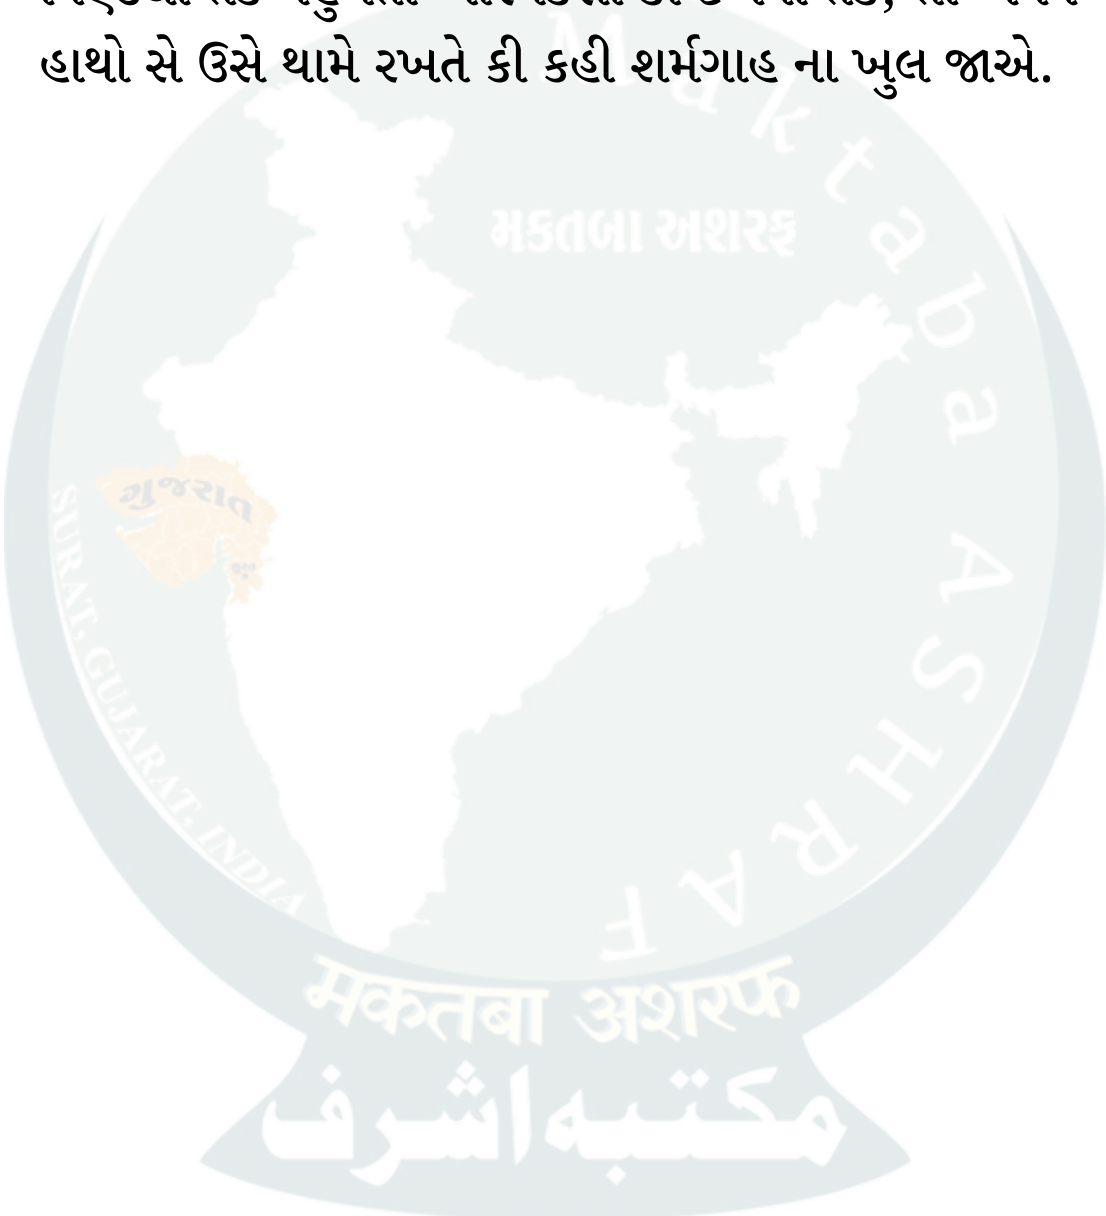 હાથો સે ઉસે થામે રખતે કી કહી શર્મગાહ ના ખુલ જાએ.
Maktaba ASHRAF
મકતબા અશરફ
ગુજરાત
SURAT, GUJARAT, INDIA
मकतबा अशरफ
مکتبہ اشرف